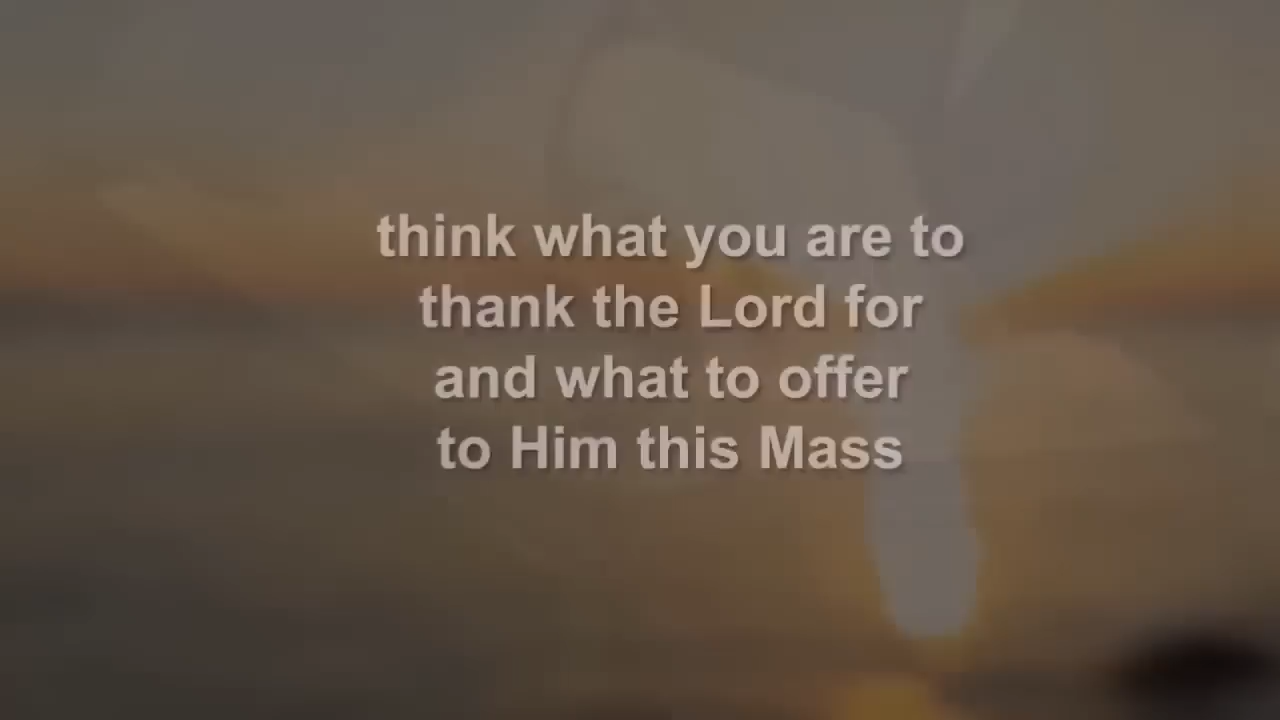 think what you are to
thank the Lord for
and what to offer
to Him this Mass